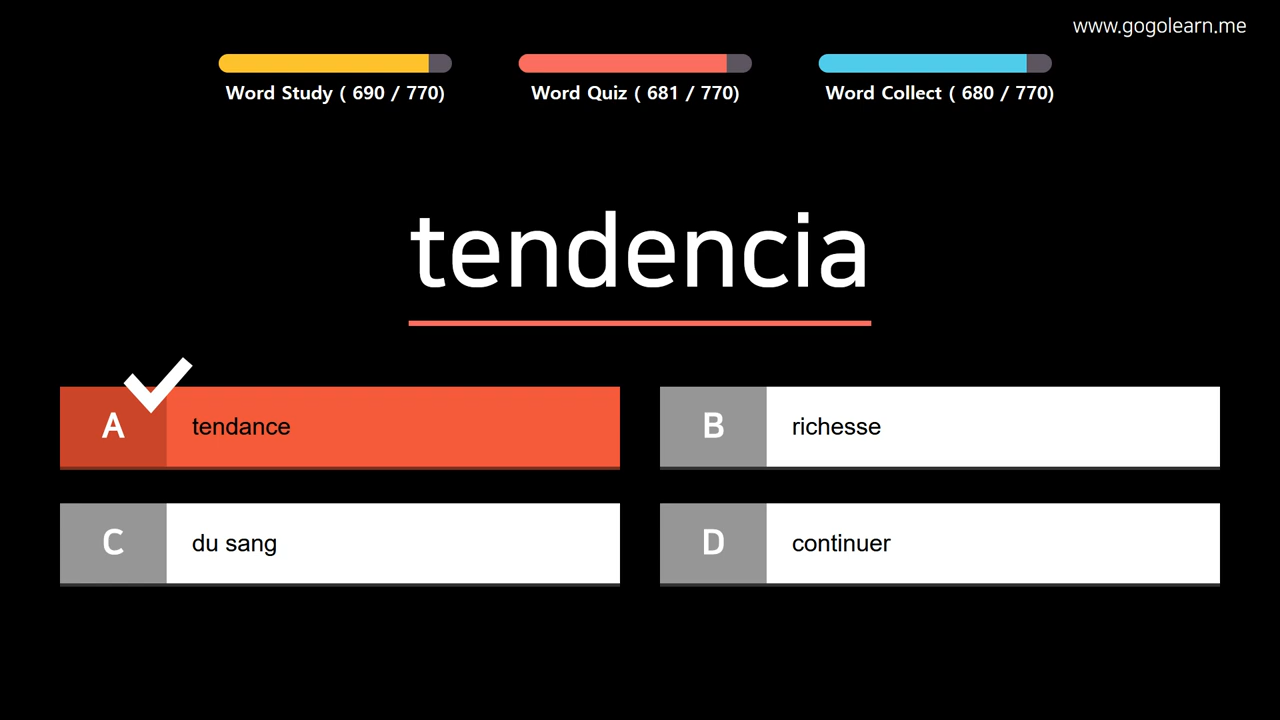 www.gogolearn.me
Word Study ( 690 / 770)
Word Quiz ( 681 / 770)
Word Collect ( 680 / 770)
tendencia
A tendance
B richesse
C du sang
D continuer